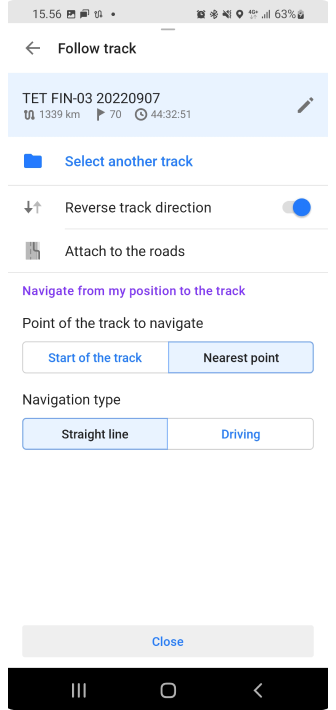 15.56 63%
Follow track
TET FIN-03 20220907
1339 km 70 44:32:51
Select another track
Reverse track direction
Attach to the roads
Navigate from my position to the track
Point of the track to navigate
Start of the track Nearest point
Navigation type
Straight line Driving
Close